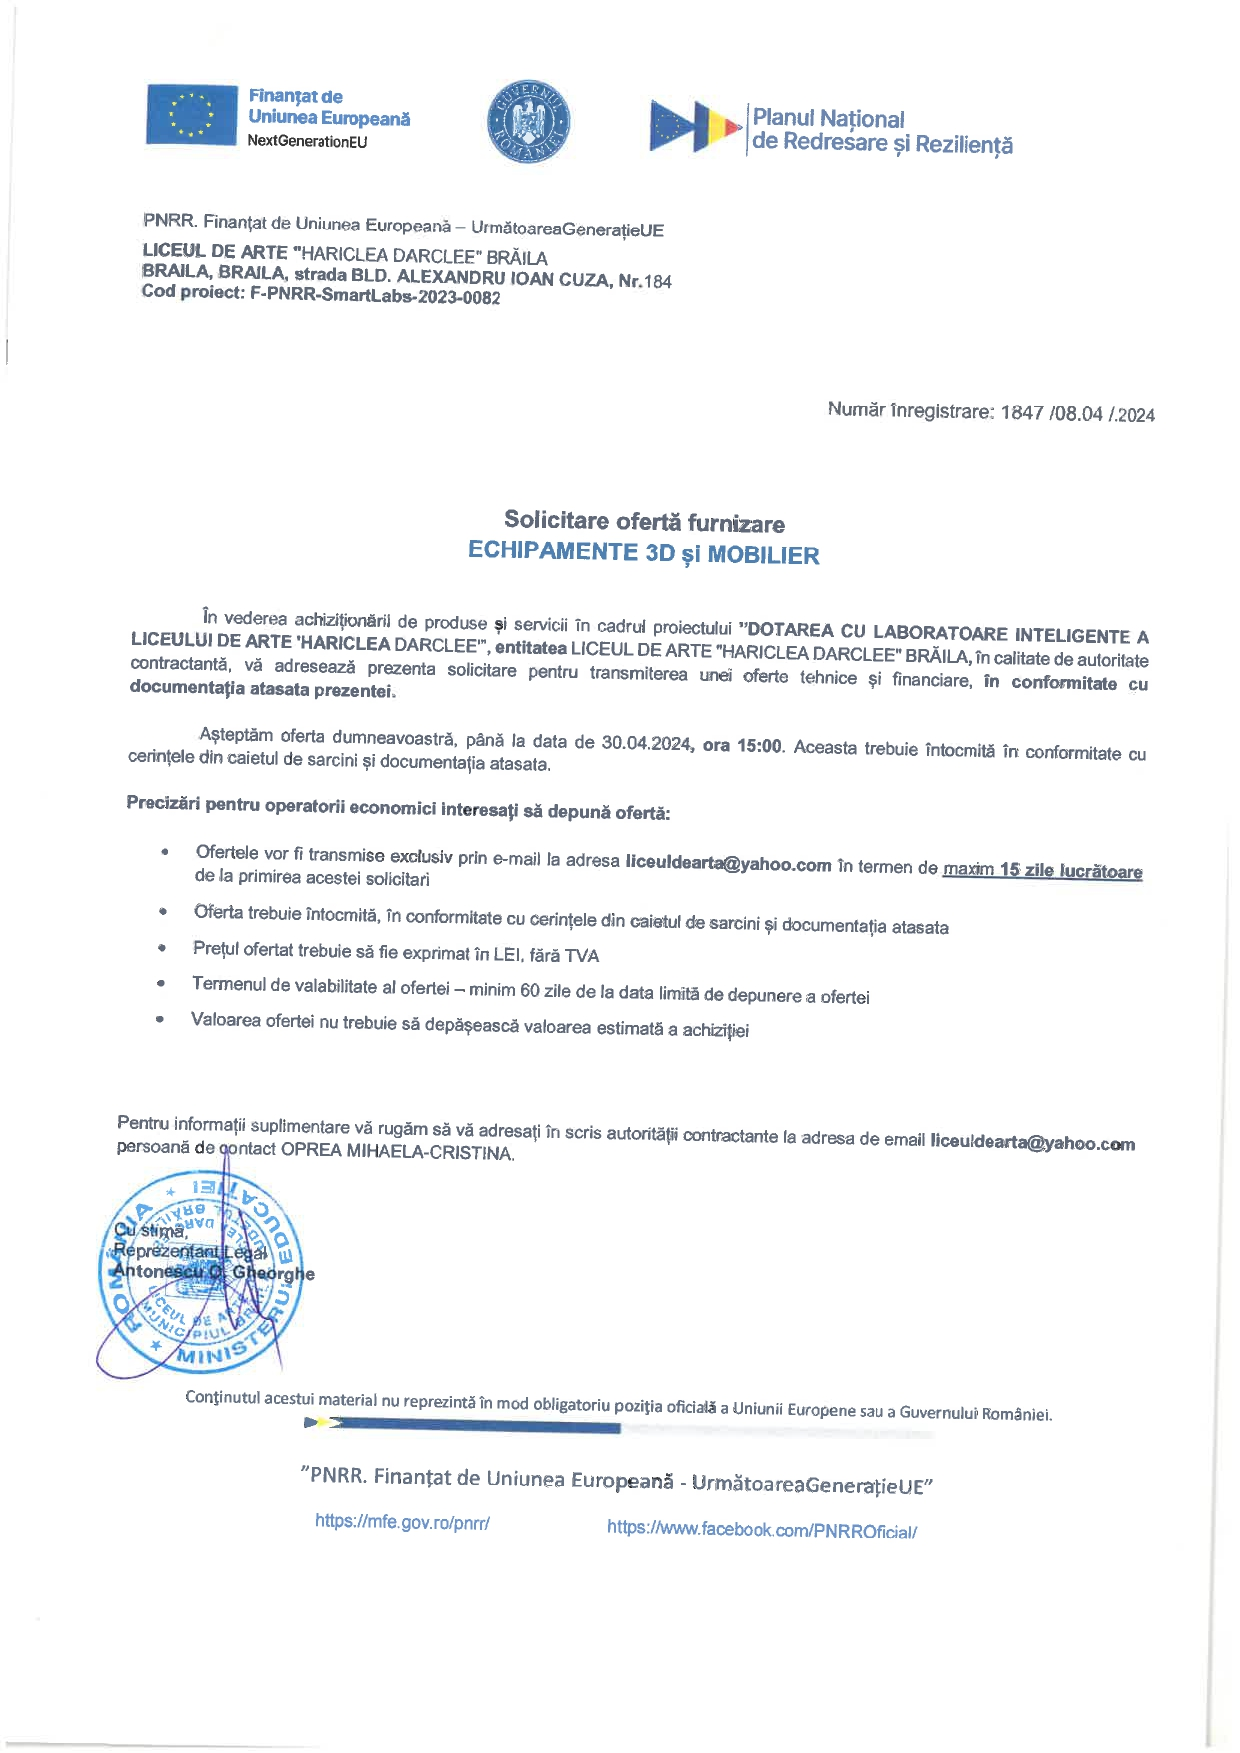 Finanțat de
Uniunea Europeană
NextGenerationEU
GUVERNUL ROMÂNIEI
Planul Național
de Redresare și Reziliență
PNRR. Finanțat de Uniunea Europeană – UrmătoareaGenerațieUE
LICEUL DE ARTE "HARICLEA DARCLEE" BRĂILA
BRAILA, BRAILA, strada BLD. ALEXANDRU IOAN CUZA, Nr.184
Cod proiect: F-PNRR-SmartLabs-2023-0082
Număr înregistrare: 1847 /08.04 /.2024
Solicitare ofertă furnizare
ECHIPAMENTE 3D și MOBILIER
În vederea achiziționării de produse și servicii în cadrul proiectului "DOTAREA CU LABORATOARE INTELIGENTE A
LICEULUI DE ARTE 'HARICLEA DARCLEE'", entitatea LICEUL DE ARTE "HARICLEA DARCLEE" BRĂILA, în calitate de autoritate
contractantă, vă adresează prezenta solicitare pentru transmiterea unei oferte tehnice și financiare, în conformitate cu
documentația atasata prezentei.
Așteptăm oferta dumneavoastră, până la data de 30.04.2024, ora 15:00. Aceasta trebuie întocmită în conformitate cu
cerințele din caietul de sarcini și documentația atasata.
Precizări pentru operatorii economici interesați să depună ofertă:
• Ofertele vor fi transmise exclusiv prin e-mail la adresa liceuldearta@yahoo.com în termen de maxim 15 zile lucrătoare
de la primirea acestei solicitari
• Oferta trebuie întocmită, în conformitate cu cerințele din caietul de sarcini și documentația atasata
• Prețul ofertat trebuie să fie exprimat în LEI, fără TVA
• Termenul de valabilitate al ofertei – minim 60 zile de la data limită de depunere a ofertei
• Valoarea ofertei nu trebuie să depășească valoarea estimată a achiziției
Pentru informații suplimentare vă rugăm să vă adresați în scris autorității contractante la adresa de email liceuldearta@yahoo.com
persoană de contact OPREA MIHAELA-CRISTINA.
Cu stimă,
Reprezentant Legal
Antonescu O. Gheorghe
ROMÂNIA * MINISTERUL EDUCAȚIEI *
LICEUL DE ARTE
MUNICIPIUL
Conținutul acestui material nu reprezintă în mod obligatoriu poziția oficială a Uniunii Europene sau a Guvernului României.
"PNRR. Finanțat de Uniunea Europeană - UrmătoareaGenerațieUE"
https://mfe.gov.ro/pnrr/
https://www.facebook.com/PNRROficial/